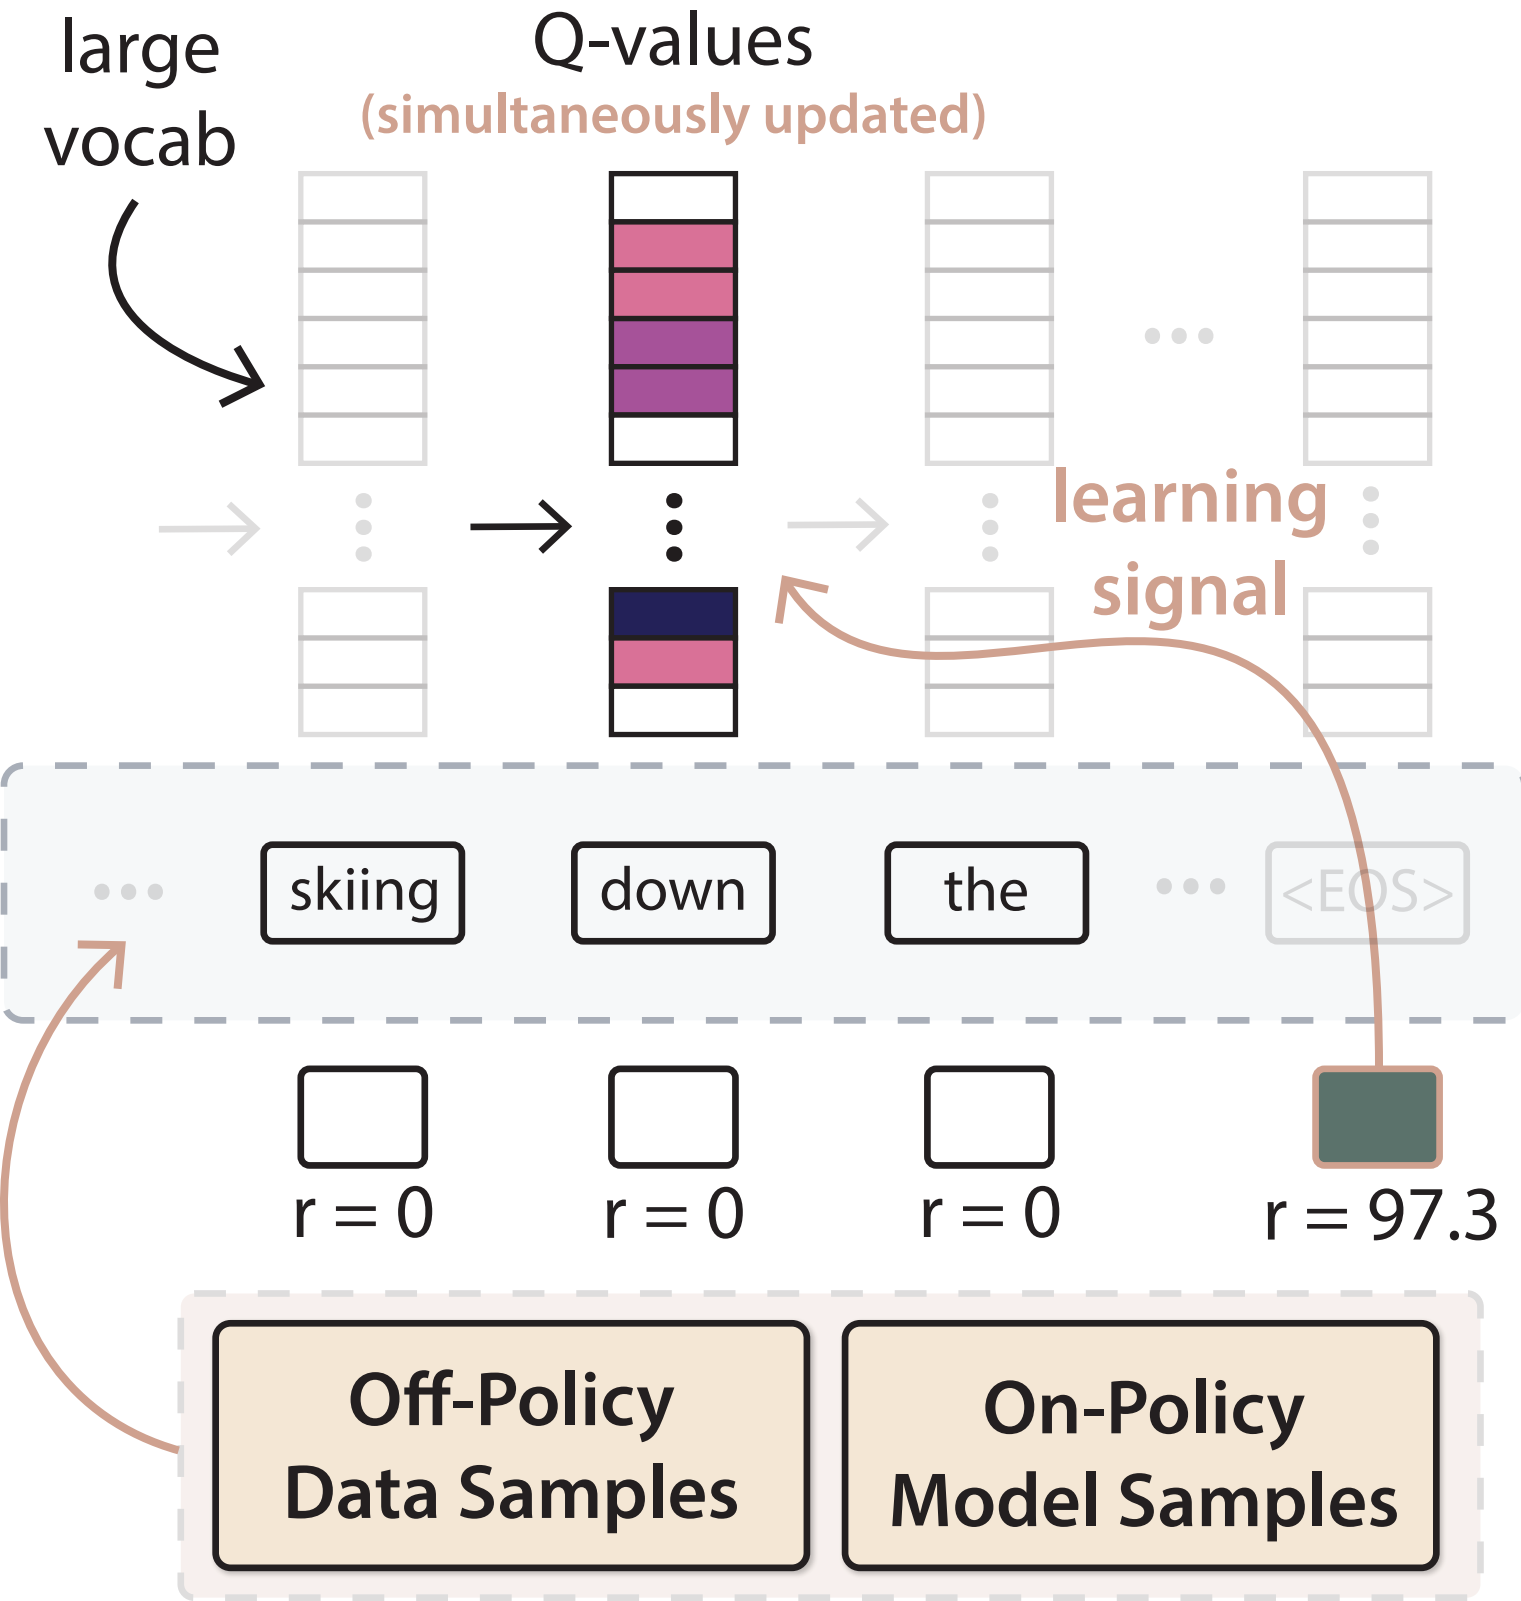 large
vocab
Q-values
(simultaneously updated)
learning
signal
skiing
down
the
<EOS>
r = 0
r = 0
r = 0
r = 97.3
Off-Policy
Data Samples
On-Policy
Model Samples